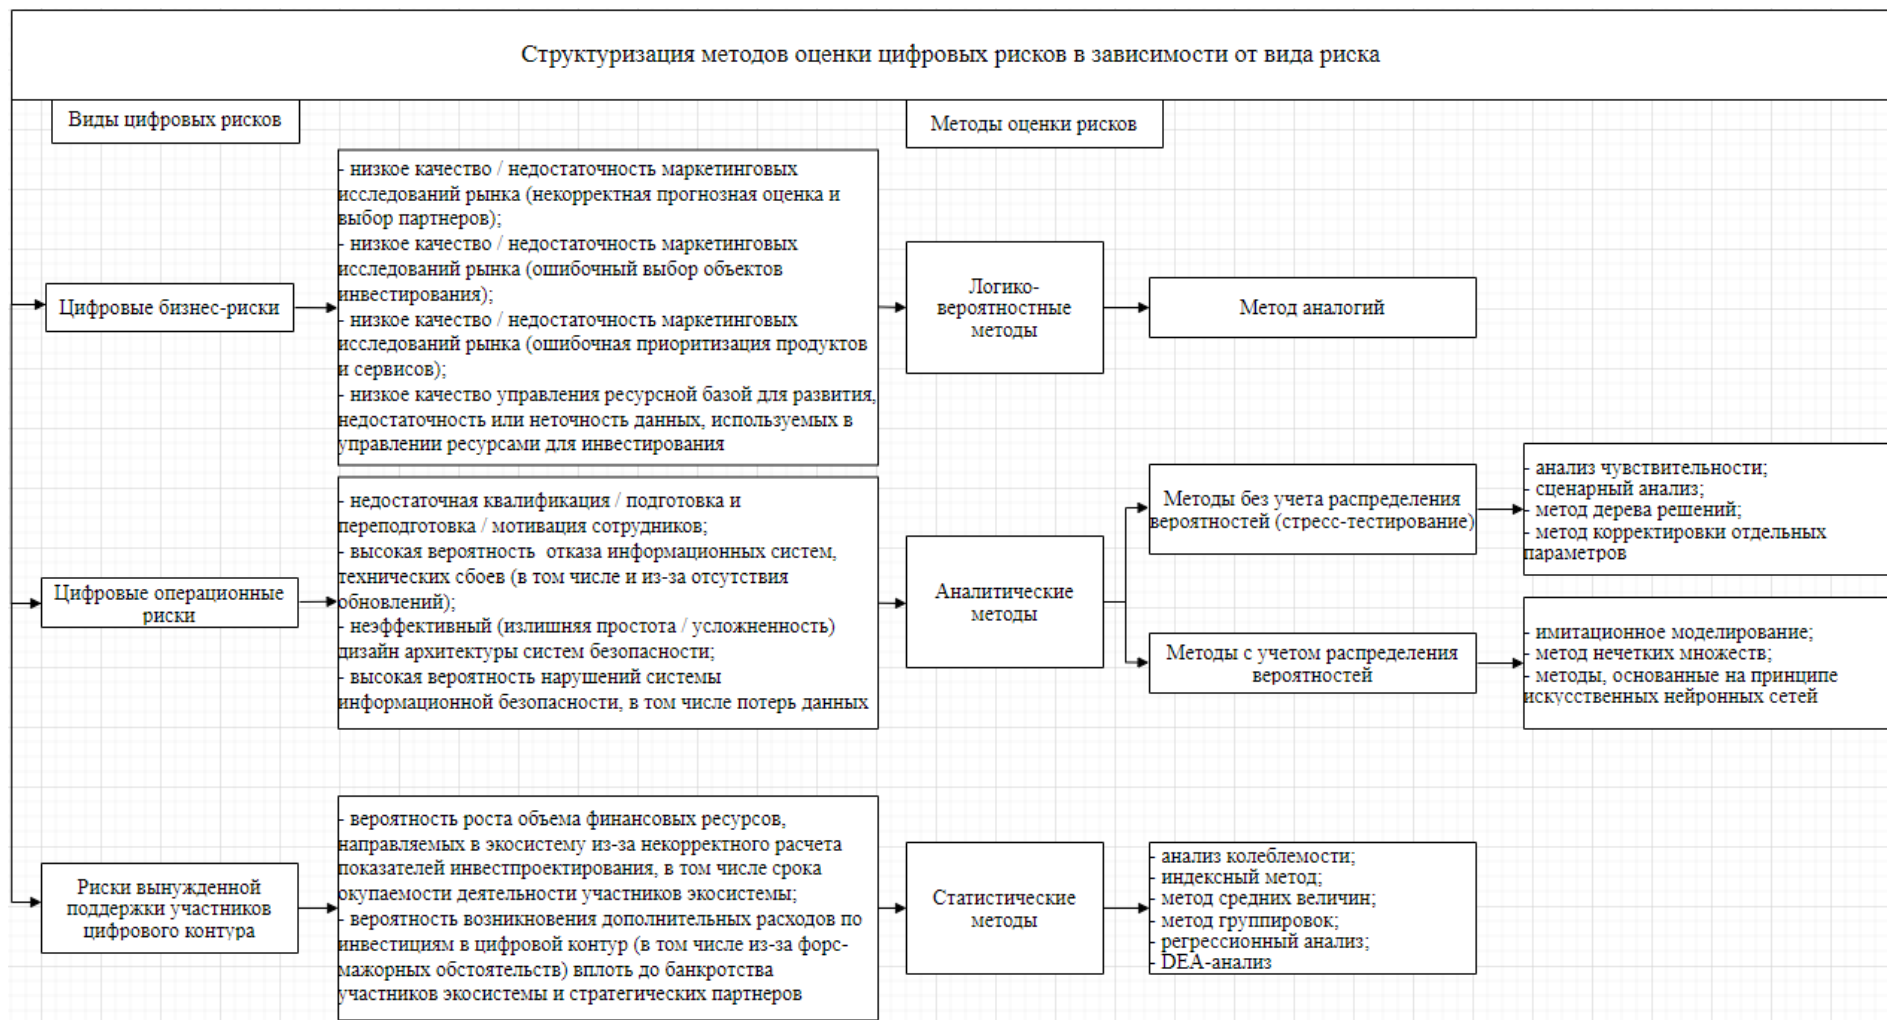 Структуризация методов оценки цифровых рисков в зависимости от вида риска
Виды цифровых рисков
Методы оценки рисков
Цифровые бизнес-риски
- низкое качество / недостаточность маркетинговых
исследований рынка (некорректная прогнозная оценка и
выбор партнеров);
- низкое качество / недостаточность маркетинговых
исследований рынка (ошибочный выбор объектов
инвестирования);
- низкое качество / недостаточность маркетинговых
исследований рынка (ошибочная приоритизация продуктов
и сервисов);
- низкое качество управления ресурсной базой для развития,
недостаточность или неточность данных, используемых в
управлении ресурсами для инвестирования
Логико-
вероятностные
методы
Метод аналогий
Цифровые операционные
риски
- недостаточная квалификация / подготовка и
переподготовка / мотивация сотрудников;
- высокая вероятность отказа информационных систем,
технических сбоев (в том числе и из-за отсутствия
обновлений);
- неэффективный (излишняя простота / усложненность)
дизайн архитектуры систем безопасности;
- высокая вероятность нарушений системы
информационной безопасности, в том числе потерь данных
Аналитические
методы
Методы без учета распределения
вероятностей (стресс-тестирование)
- анализ чувствительности;
- сценарный анализ;
- метод дерева решений;
- метод корректировки отдельных
параметров
Методы с учетом распределения
вероятностей
- имитационное моделирование;
- метод нечетких множеств;
- методы, основанные на принципе
искусственных нейронных сетей
Риски вынужденной
поддержки участников
цифрового контура
- вероятность роста объема финансовых ресурсов,
направляемых в экосистему из-за некорректного расчета
показателей инвестпроектирования, в том числе срока
окупаемости деятельности участников экосистемы;
- вероятность возникновения дополнительных расходов по
инвестициям в цифровой контур (в том числе из-за форс-
мажорных обстоятельств) вплоть до банкротства
участников экосистемы и стратегических партнеров
Статистические
методы
- анализ колеблемости;
- индексный метод;
- метод средних величин;
- метод группировок;
- регрессионный анализ;
- DEA-анализ